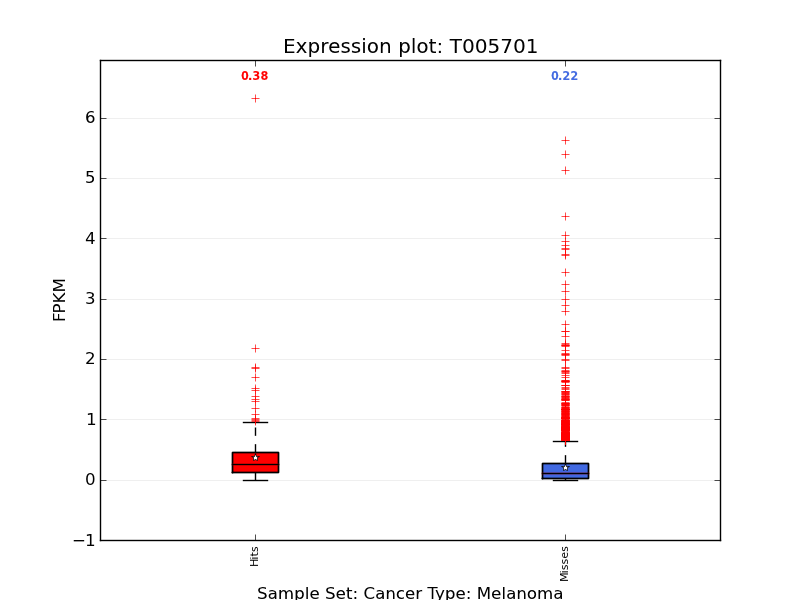 Expression plot: T005701
0.38
0.22
6
5
4
3
2
1
0
−1
FPKM
Hits
Misses
Sample Set: Cancer Type: Melanoma